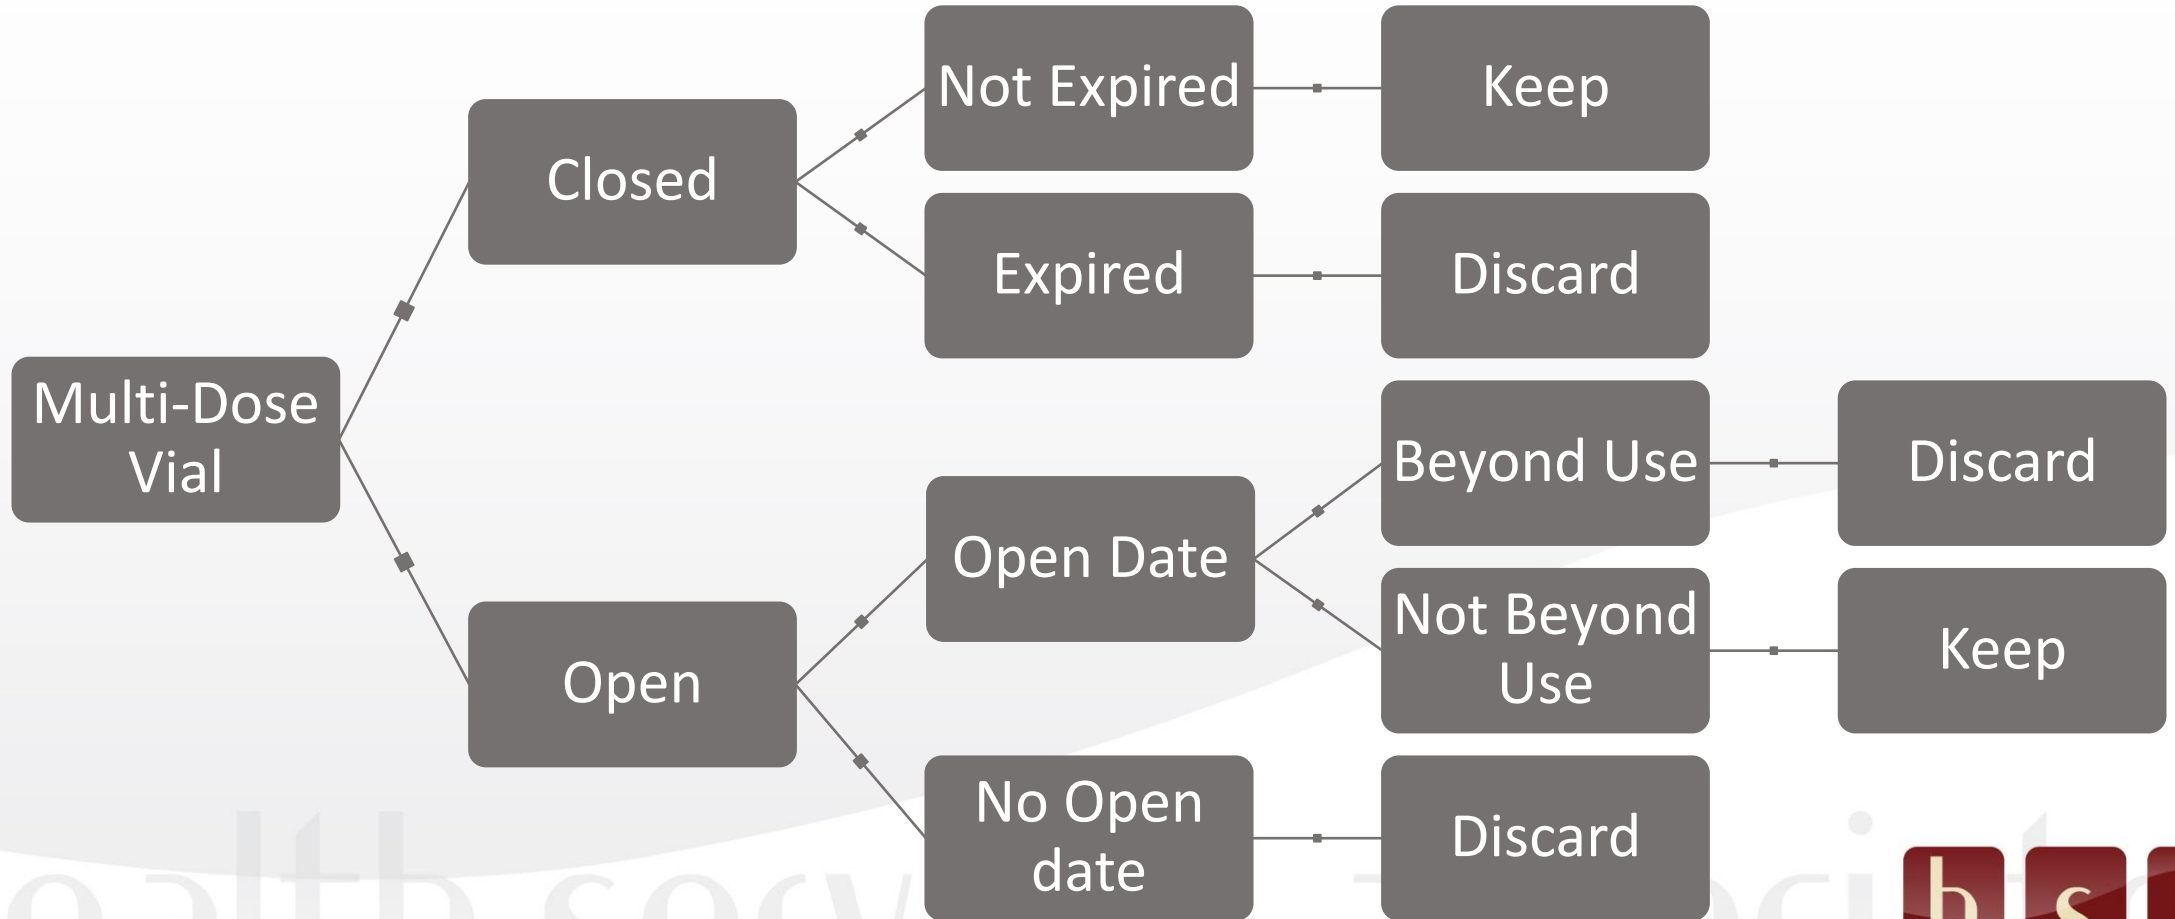 Multi-Dose
Vial
Closed
Not Expired
Keep
Expired
Discard
Open
Open Date
Beyond Use
Discard
Not Beyond
Use
Keep
No Open
date
Discard
h
s